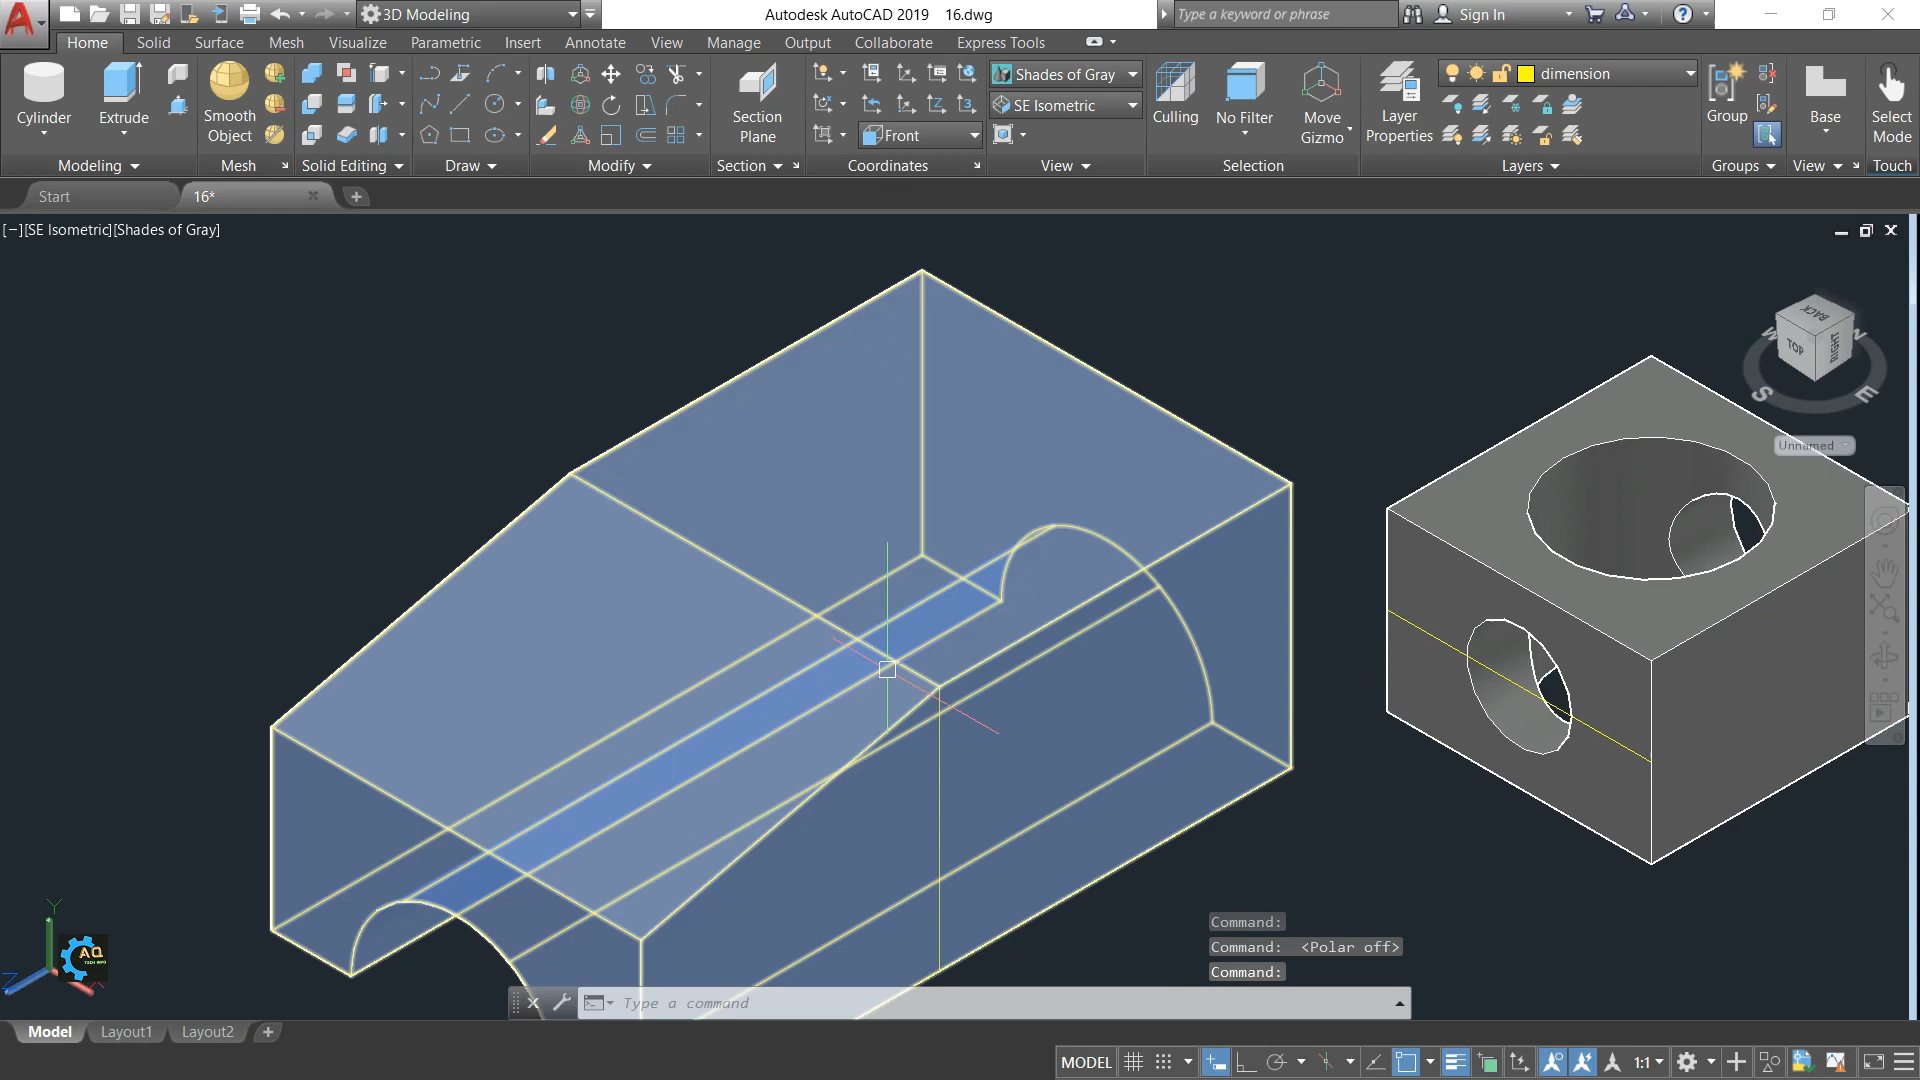 3D Modeling
Autodesk AutoCAD 2019 16.dwg
Type a keyword or phrase
Sign In
Home Solid Surface Mesh Visualize Parametric Insert Annotate View Manage Output Collaborate Express Tools
Cylinder
Extrude
Smooth Object
Section Plane
Shades of Gray
SE Isometric
Front
Culling
No Filter
Move Gizmo
Layer Properties
dimension
Group
Base
Select Mode
Modeling Mesh Solid Editing Draw Modify Section Coordinates View Selection Layers Groups View Touch
Start 16*
[−][SE Isometric][Shades of Gray]
BACK
TOP
RIGHT
W N
S E
Unnamed
Y
Z X
AQ
TECH INFO
Command:
Command: <Polar off>
Command:
Type a command
Model Layout1 Layout2
MODEL 1:1